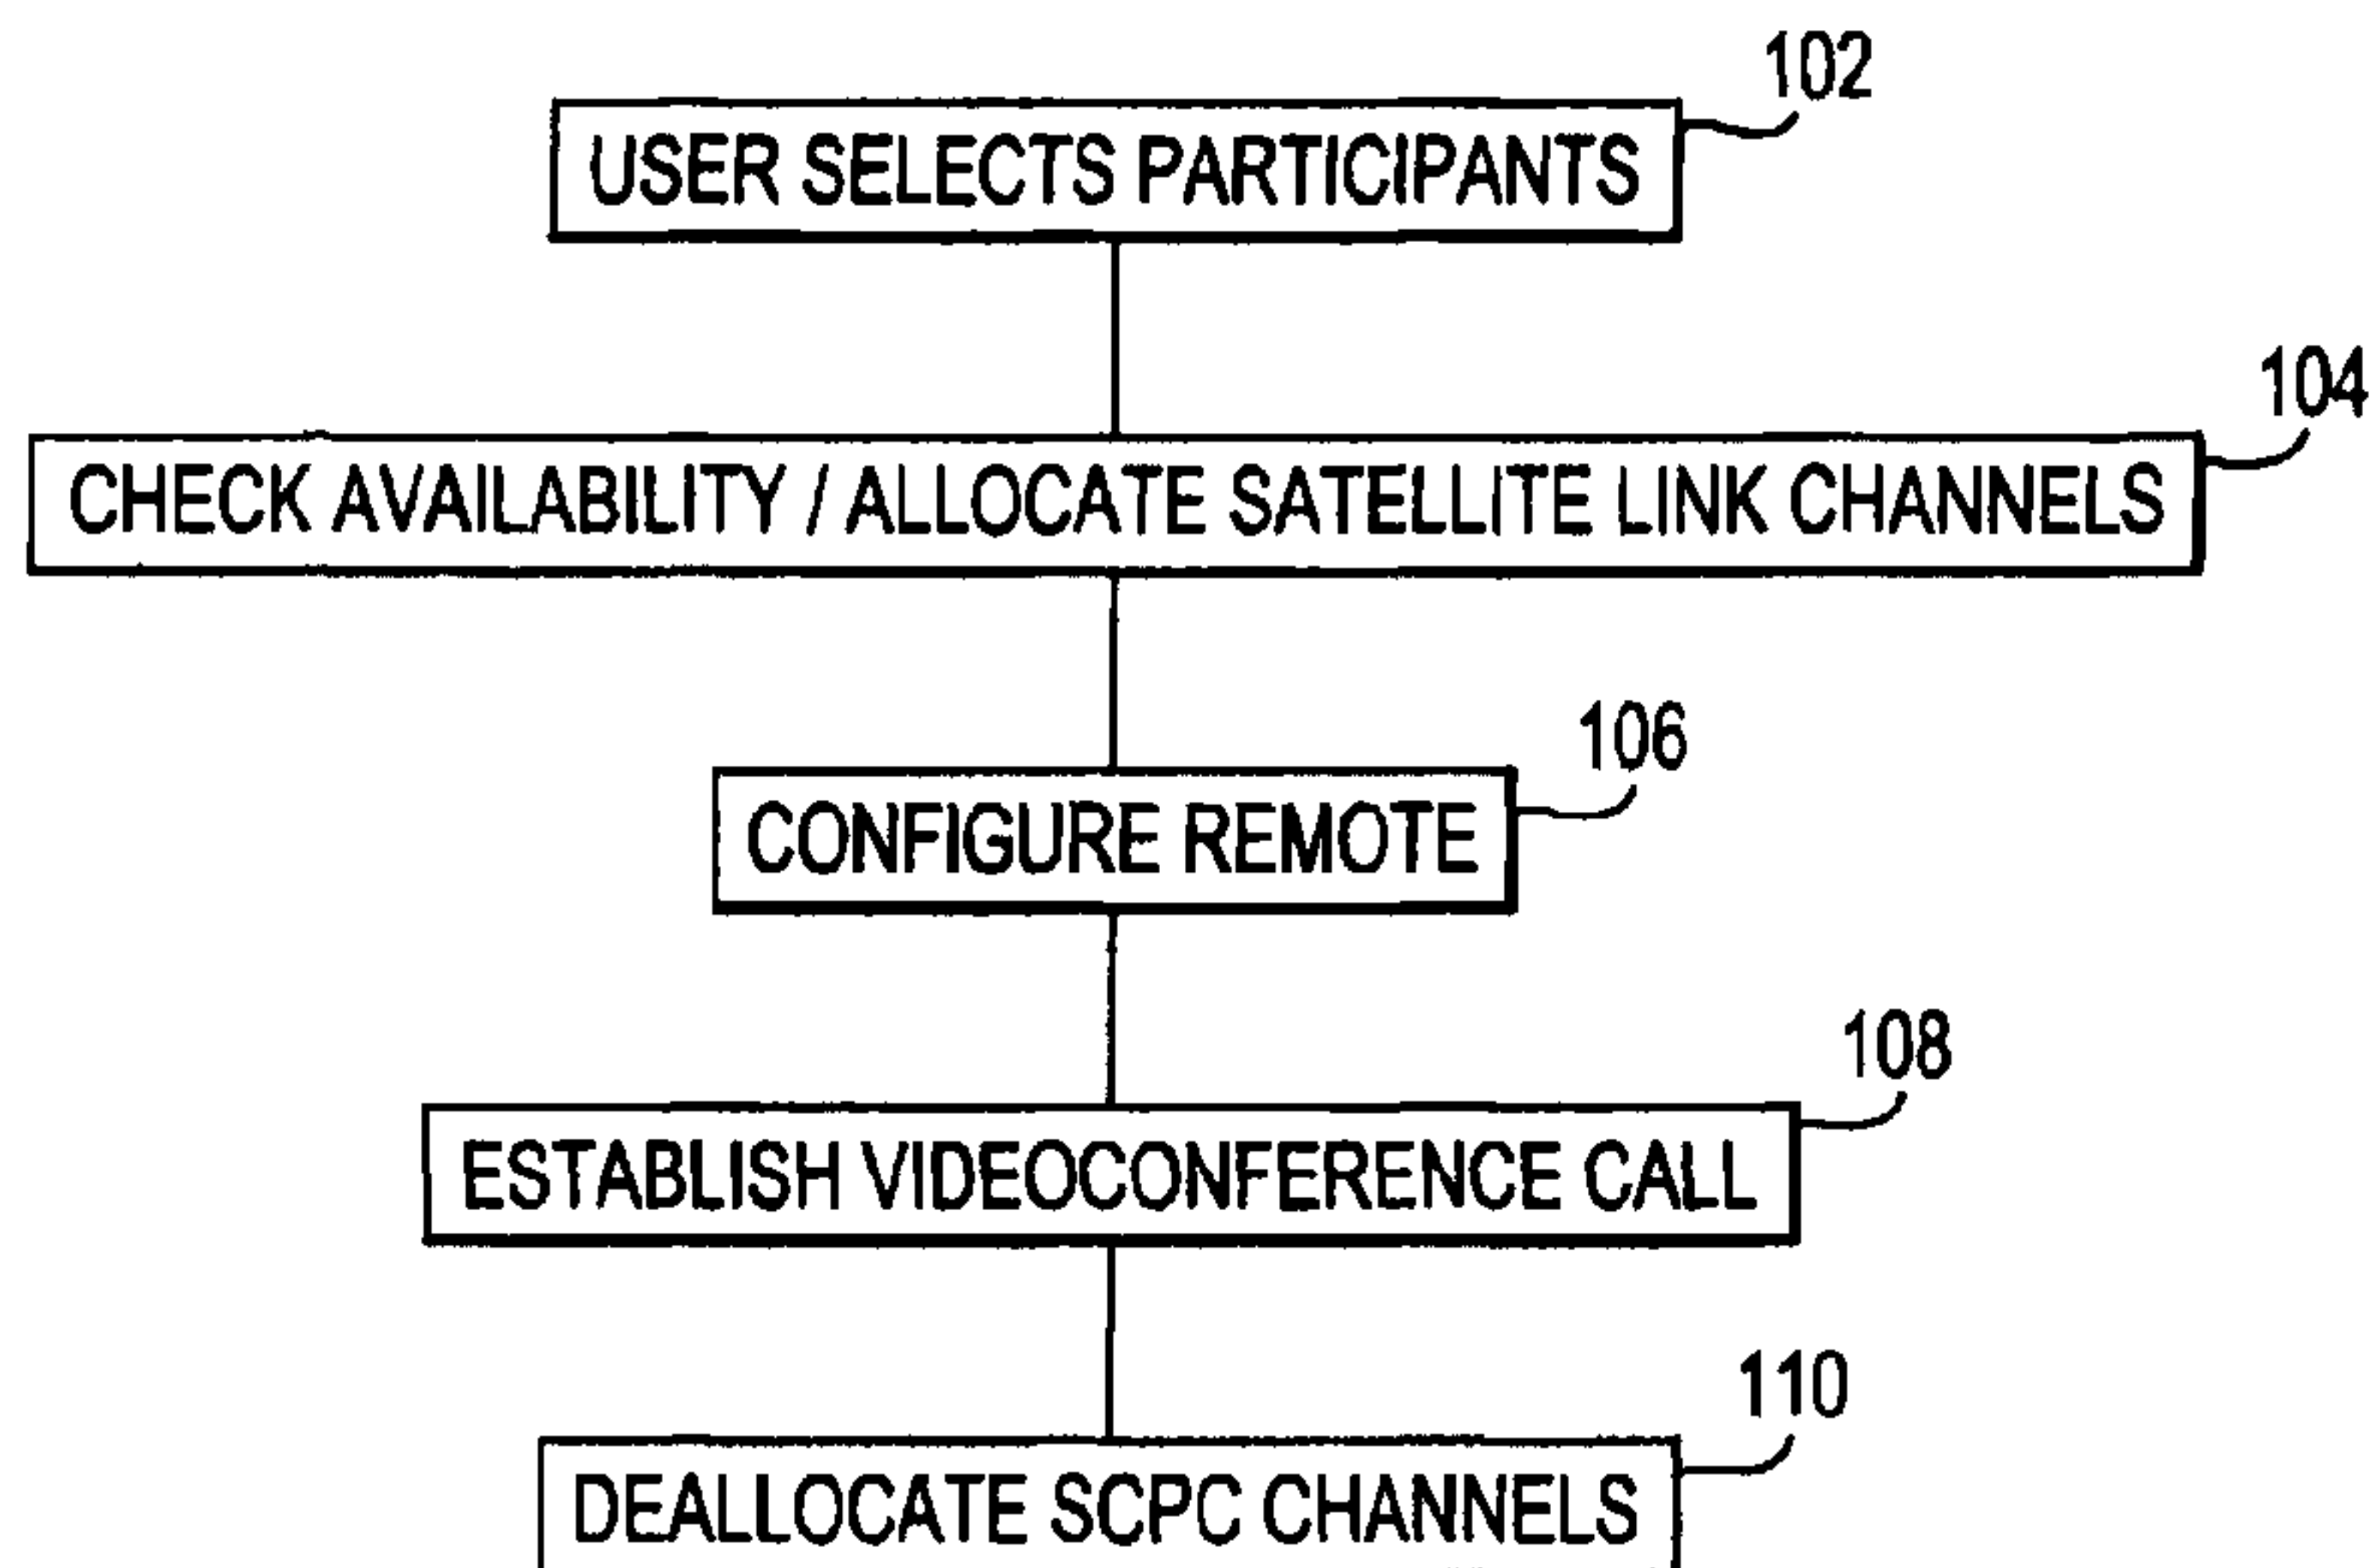 102
USER SELECTS PARTICIPANTS
104
CHECK AVAILABILITY / ALLOCATE SATELLITE LINK CHANNELS
106
CONFIGURE REMOTE
108
ESTABLISH VIDEOCONFERENCE CALL
110
DEALLOCATE SCPC CHANNELS